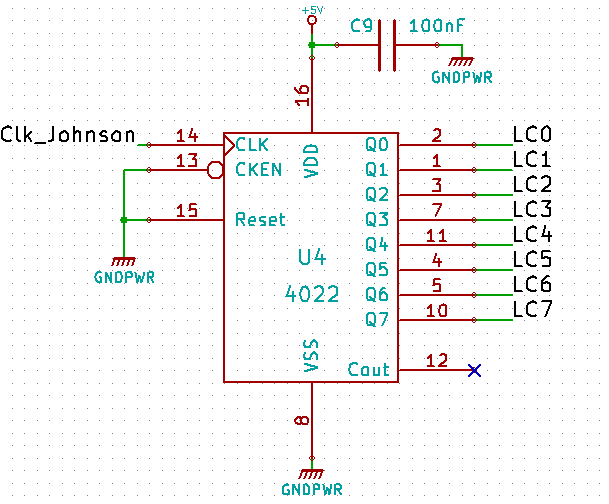 +5V
C9 100nF
GNDPWR
16
Clk_Johnson 14 CLK VDD Q0 2 LC0
13 CKEN Q1 1 LC1
Q2 3 LC2
15 Reset Q3 7 LC3
U4 Q4 11 LC4
GNDPWR Q5 4 LC5
4022 Q6 5 LC6
Q7 10 LC7
VSS Cout 12
8
GNDPWR